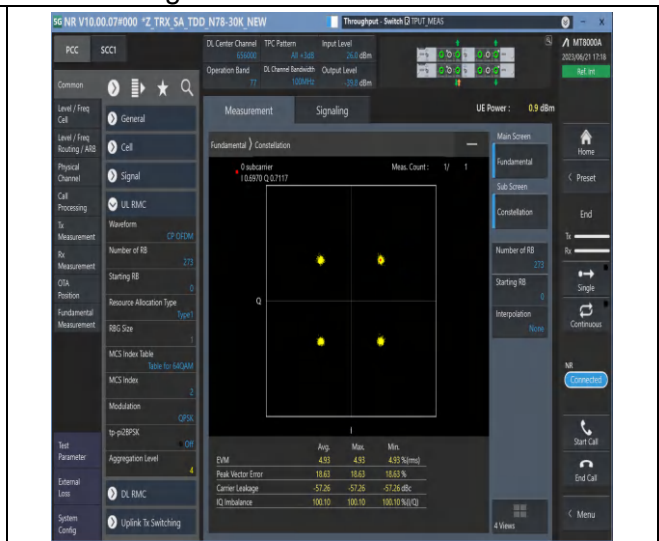 5G NR V10.00.07#000 *Z_TRX_SA_TDD_N78-30K_NEW
Throughput - Switch TPUT_MEAS
PCC
SCC1
DL Center Channel
656000
TPC Pattern
All +3dB
Input Level
26.0 dBm
Operation Band
77
DL Channel Bandwidth
100MHz
Output Level
-39.8 dBm
MT8000A
2023/06/21 17:18
Ref. Int
Common
Level / Freq
Cell
Level / Freq
Routing / ARB
Physical
Channel
Call
Processing
Tx
Measurement
Rx
Measurement
OTA
Position
Fundamental
Measurement
Test
Parameter
External
Loss
System
Config
General
Cell
Signal
UL RMC
Waveform
CP OFDM
Number of RB
273
Starting RB
0
Resource Allocation Type
Type1
RBG Size
1
MCS Index Table
Table for 64QAM
MCS Index
2
Modulation
QPSK
tp-pi2BPSK
Off
Aggregation Level
4
DL RMC
Uplink Tx Switching
Measurement
Signaling
UE Power : 0.9 dBm
Fundamental ) Constellation
0 subcarrier
I 0.6970 Q 0.7117
Meas. Count : 1/ 1
Q
I
Avg. Max. Min.
EVM 4.93 4.93 4.93 %(rms)
Peak Vector Error 18.63 18.63 18.63 %
Carrier Leakage -57.26 -57.26 -57.26 dBc
IQ Imbalance 100.10 100.10 100.10 %(I/Q)
Main Screen
Fundamental
Sub Screen
Constellation
Number of RB
273
Starting RB
0
Interpolation
None
4 Views
Home
Preset
End
Tx
Rx
Single
Continuous
NR
Connected
Start Call
End Call
Menu